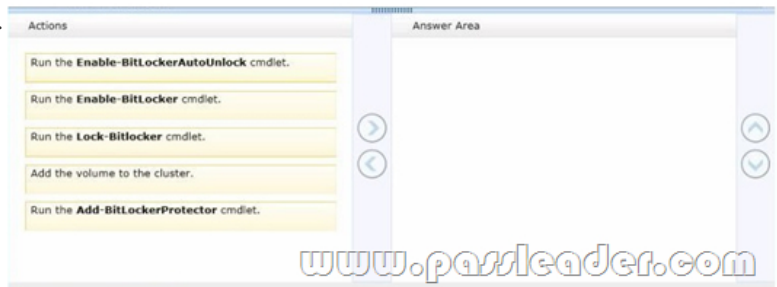 Actions
Answer Area
Run the Enable-BitLockerAutoUnlock cmdlet.
Run the Enable-BitLocker cmdlet.
Run the Lock-Bitlocker cmdlet.
Add the volume to the cluster.
Run the Add-BitLockerProtector cmdlet.
www.passleader.com